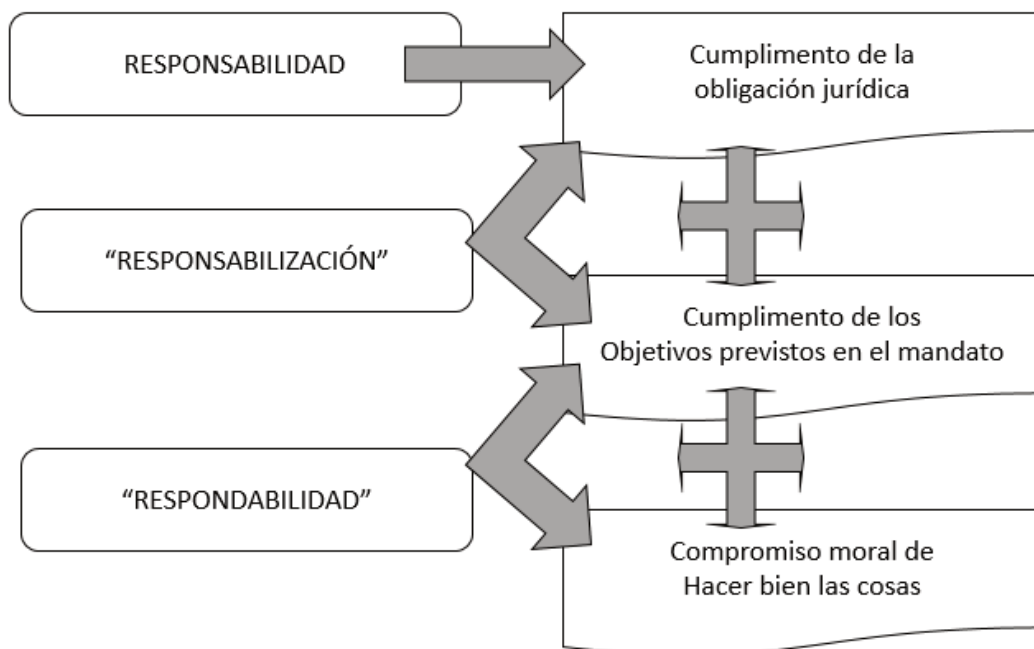 RESPONSABILIDAD
Cumplimento de la
obligación jurídica
“RESPONSABILIZACIÓN”
Cumplimento de los
Objetivos previstos en el mandato
“RESPONDABILIDAD”
Compromiso moral de
Hacer bien las cosas